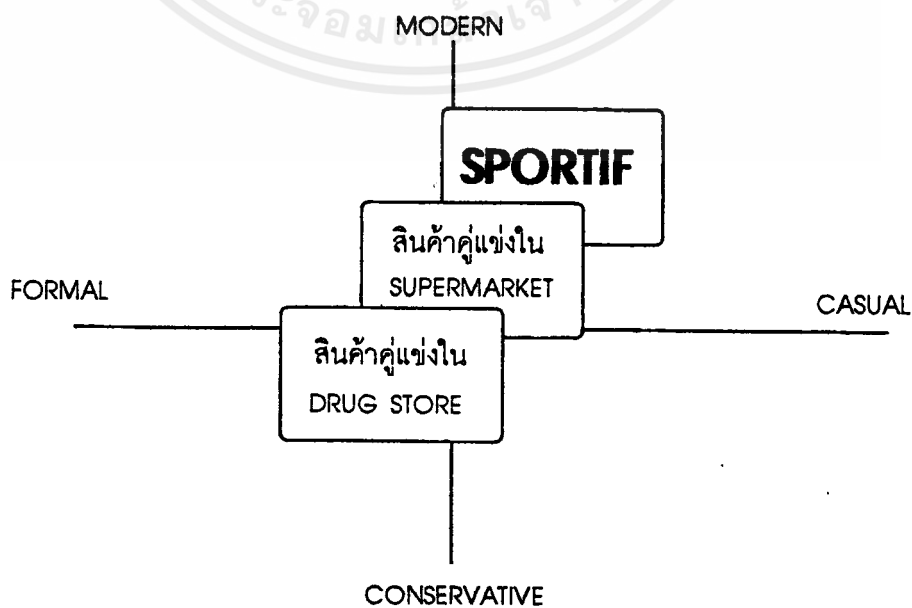 MODERN
SPORTIF
สินค้าคู่แข่งใน
SUPERMARKET
FORMAL
CASUAL
สินค้าคู่แข่งใน
DRUG STORE
CONSERVATIVE